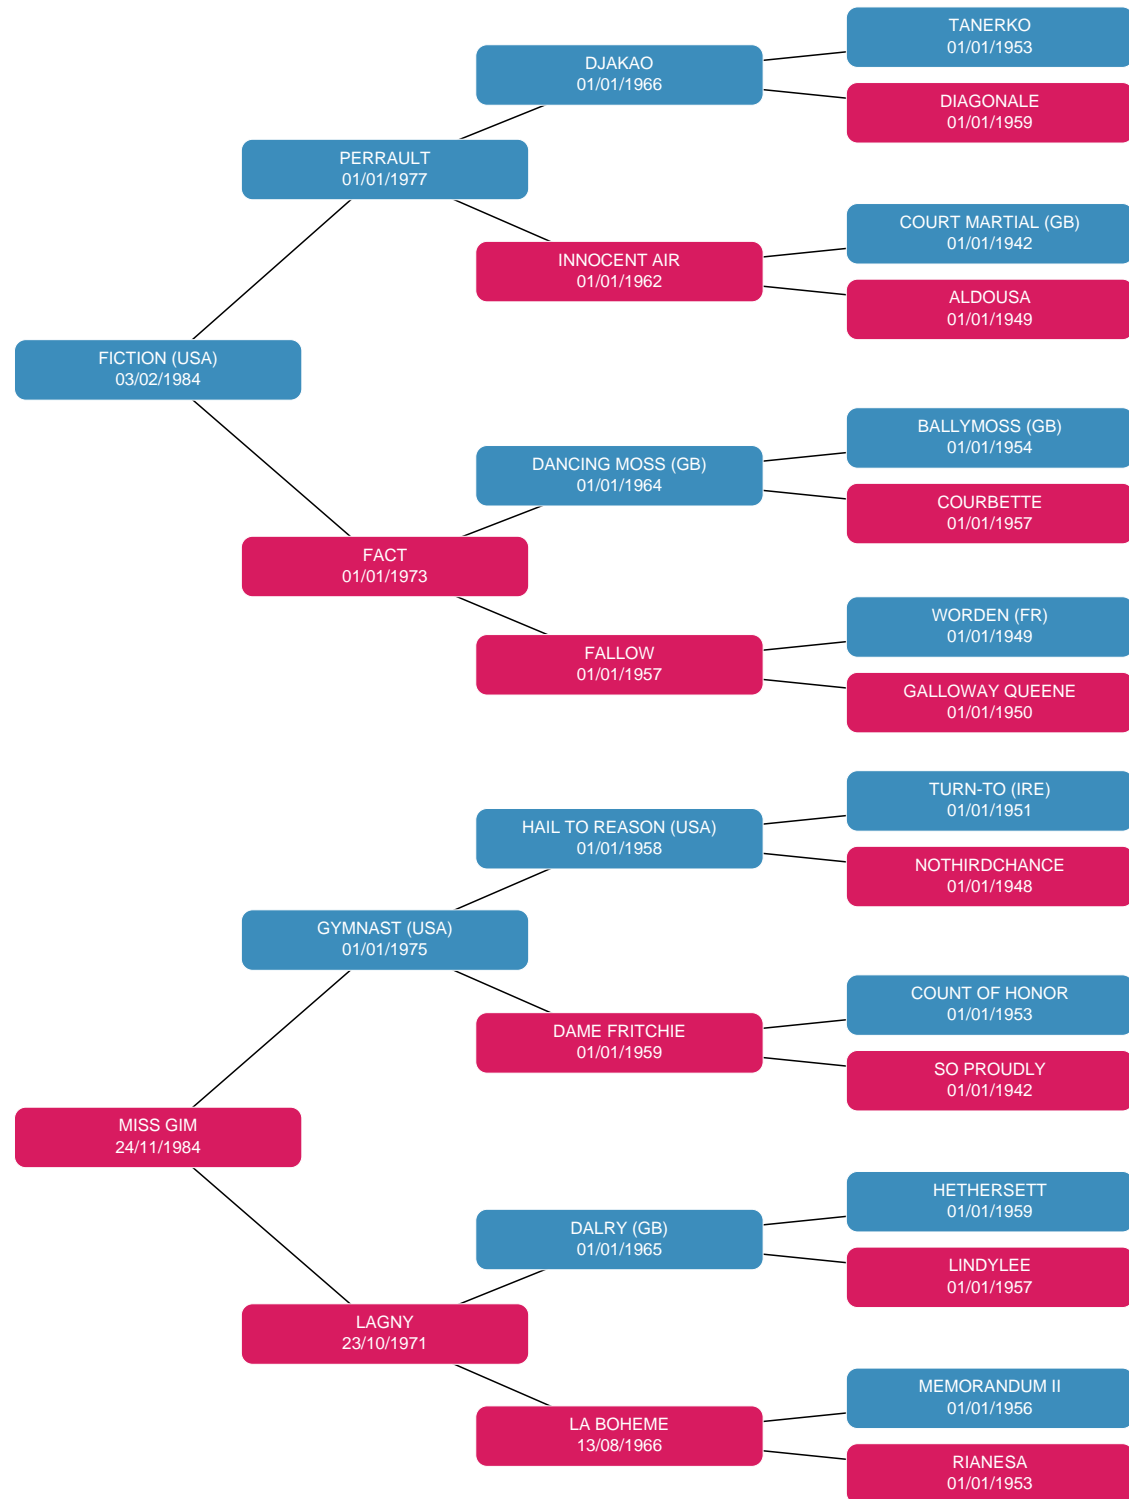 TANERKO
01/01/1953
DJAKAO
01/01/1966
DIAGONALE
01/01/1959
PERRAULT
01/01/1977
COURT MARTIAL (GB)
01/01/1942
INNOCENT AIR
01/01/1962
ALDOUSA
01/01/1949
FICTION (USA)
03/02/1984
BALLYMOSS (GB)
01/01/1954
DANCING MOSS (GB)
01/01/1964
COURBETTE
01/01/1957
FACT
01/01/1973
WORDEN (FR)
01/01/1949
FALLOW
01/01/1957
GALLOWAY QUEENE
01/01/1950
TURN-TO (IRE)
01/01/1951
HAIL TO REASON (USA)
01/01/1958
NOTHIRDCHANCE
01/01/1948
GYMNAST (USA)
01/01/1975
COUNT OF HONOR
01/01/1953
DAME FRITCHIE
01/01/1959
SO PROUDLY
01/01/1942
MISS GIM
24/11/1984
HETHERSETT
01/01/1959
DALRY (GB)
01/01/1965
LINDYLEE
01/01/1957
LAGNY
23/10/1971
MEMORANDUM II
01/01/1956
LA BOHEME
13/08/1966
RIANESA
01/01/1953